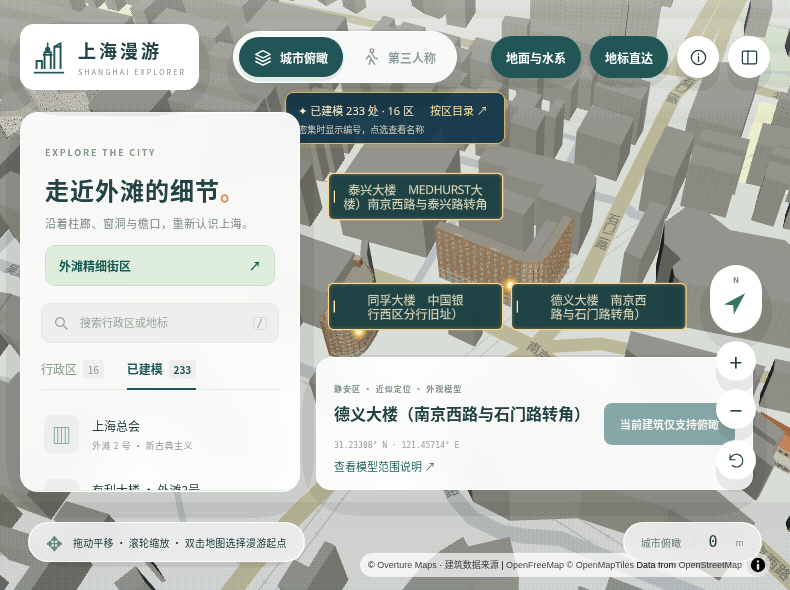 上海漫游
SHANGHAI EXPLORER
城市俯瞰
第三人称
地面与水系
地标直达
✦ 已建模 233 处 · 16 区 按区目录 ↗
密集时显示编号，点选查看名称
EXPLORE THE CITY
走近外滩的细节。
沿着柱廊、窗洞与檐口，重新认识上海。
外滩精细街区 ↗
搜索行政区或地标 /
行政区 16 已建模 233
上海总会
外滩 2 号 · 新古典主义
有利大楼 · 外滩3号
泰兴大楼 MEDHURST大
楼）南京西路与泰兴路转角
同孚大楼 中国银
行西区分行旧址）
德义大楼 南京西
路与石门路转角）
石门二路
N
静安区 · 近似定位 · 外观模型
德义大楼（南京西路与石门路转角）
31.23308° N · 121.45714° E
查看模型范围说明 ↗
当前建筑仅支持俯瞰
拖动平移 · 滚轮缩放 · 双击地图选择漫游起点
城市俯瞰 0 m
© Overture Maps · 建筑数据来源 | OpenFreeMap © OpenMapTiles Data from OpenStreetMap